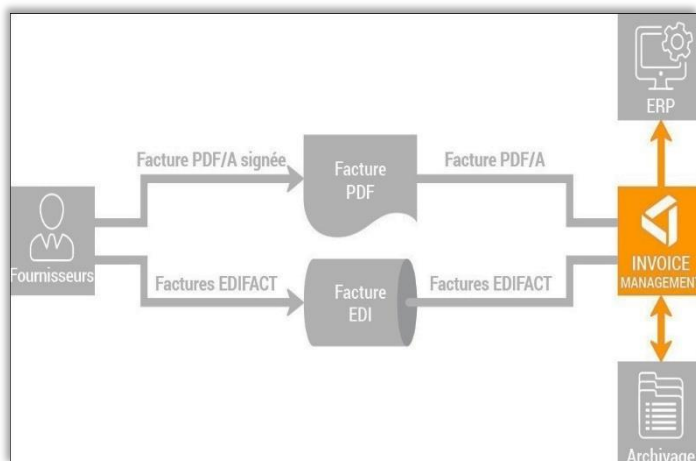 ERP
Facture PDF/A signée
Facture
PDF
Facture PDF/A
Fournisseurs
INVOICE
MANAGEMENT
Factures EDIFACT
Facture
EDI
Factures EDIFACT
Archivage